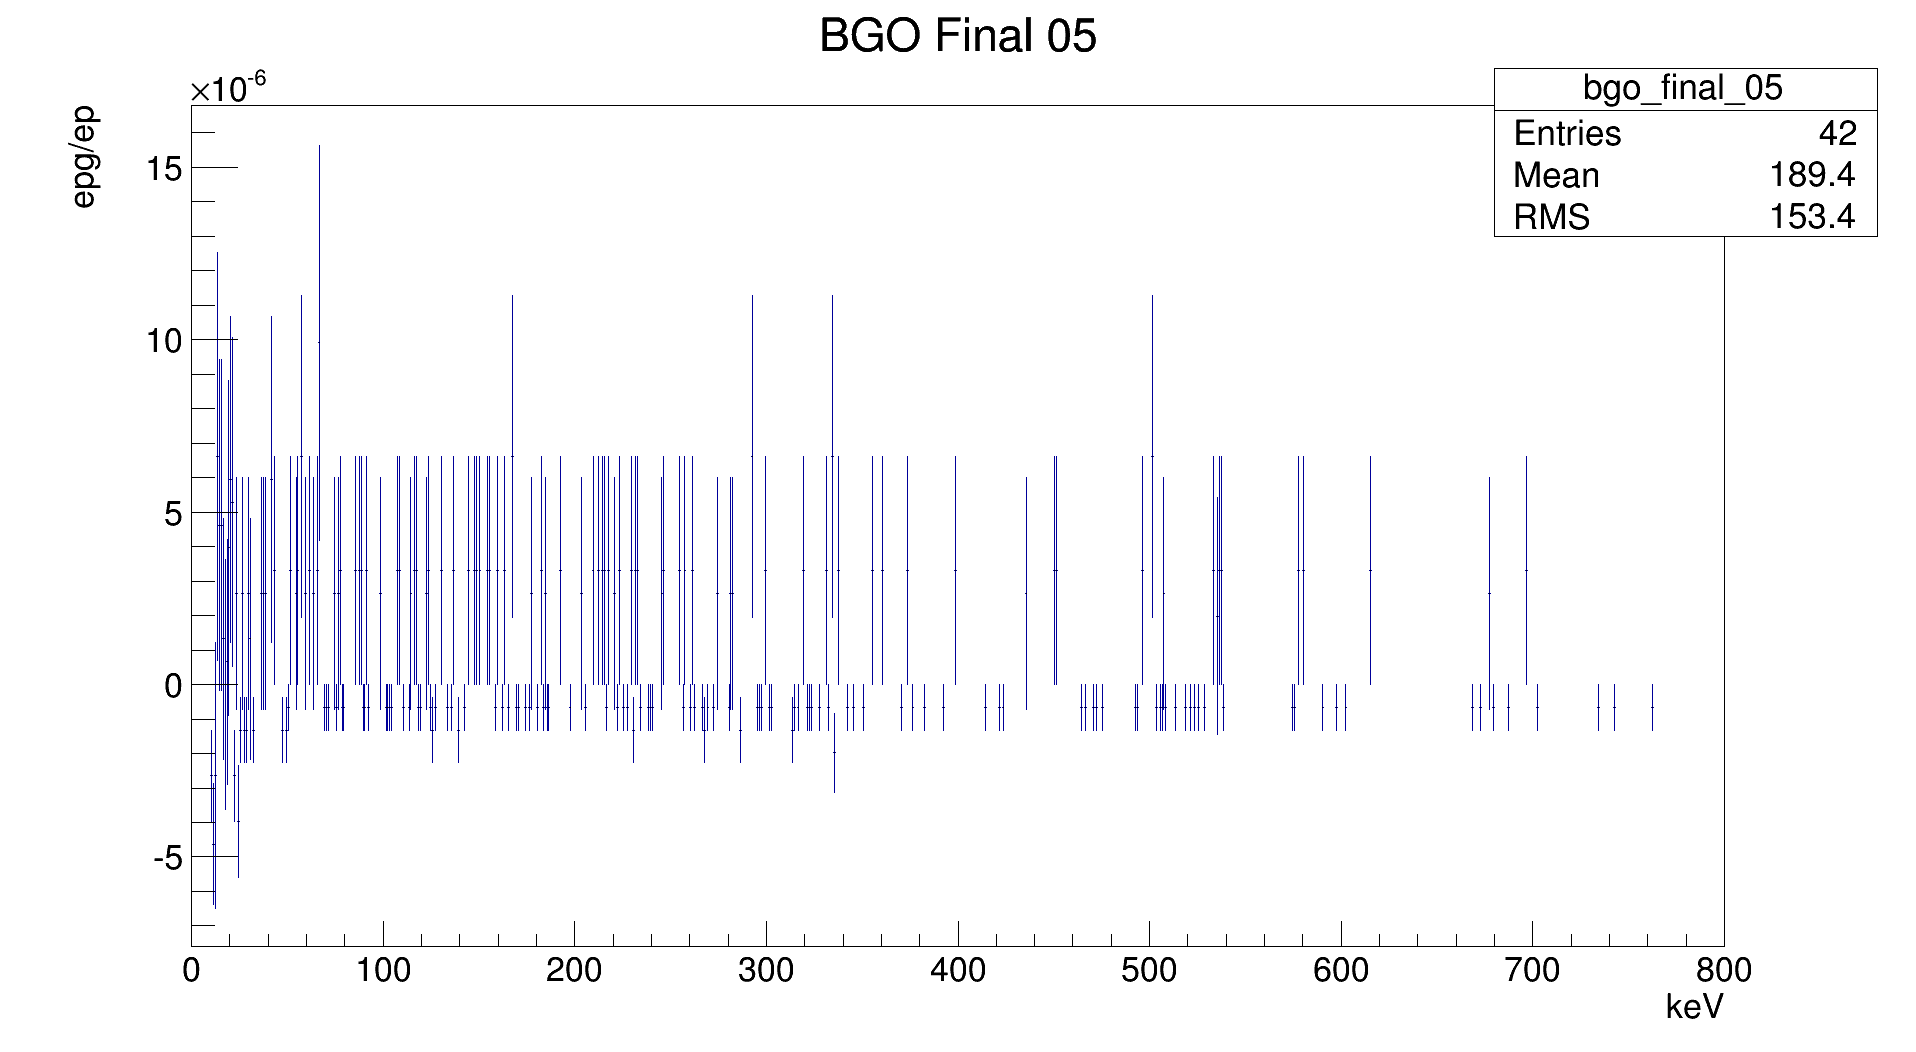 BGO Final 05
×10-6
epg/ep
bgo_final_05
Entries 42
Mean 189.4
RMS 153.4
15
10
5
0
-5
0 100 200 300 400 500 600 700 800
keV